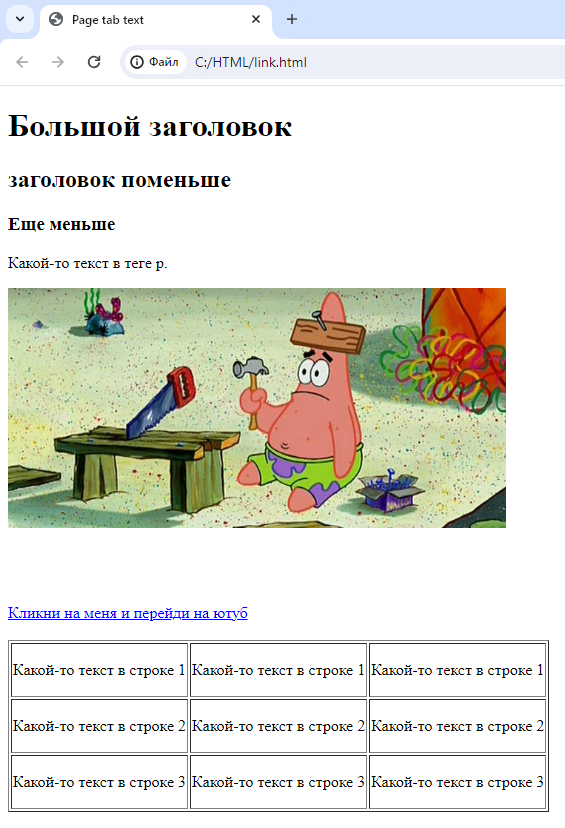 Page tab text
Файл C:/HTML/link.html
Большой заголовок
заголовок поменьше
Еще меньше
Какой-то текст в теге p.
Кликни на меня и перейди на ютуб
Какой-то текст в строке 1 Какой-то текст в строке 1 Какой-то текст в строке 1
Какой-то текст в строке 2 Какой-то текст в строке 2 Какой-то текст в строке 2
Какой-то текст в строке 3 Какой-то текст в строке 3 Какой-то текст в строке 3